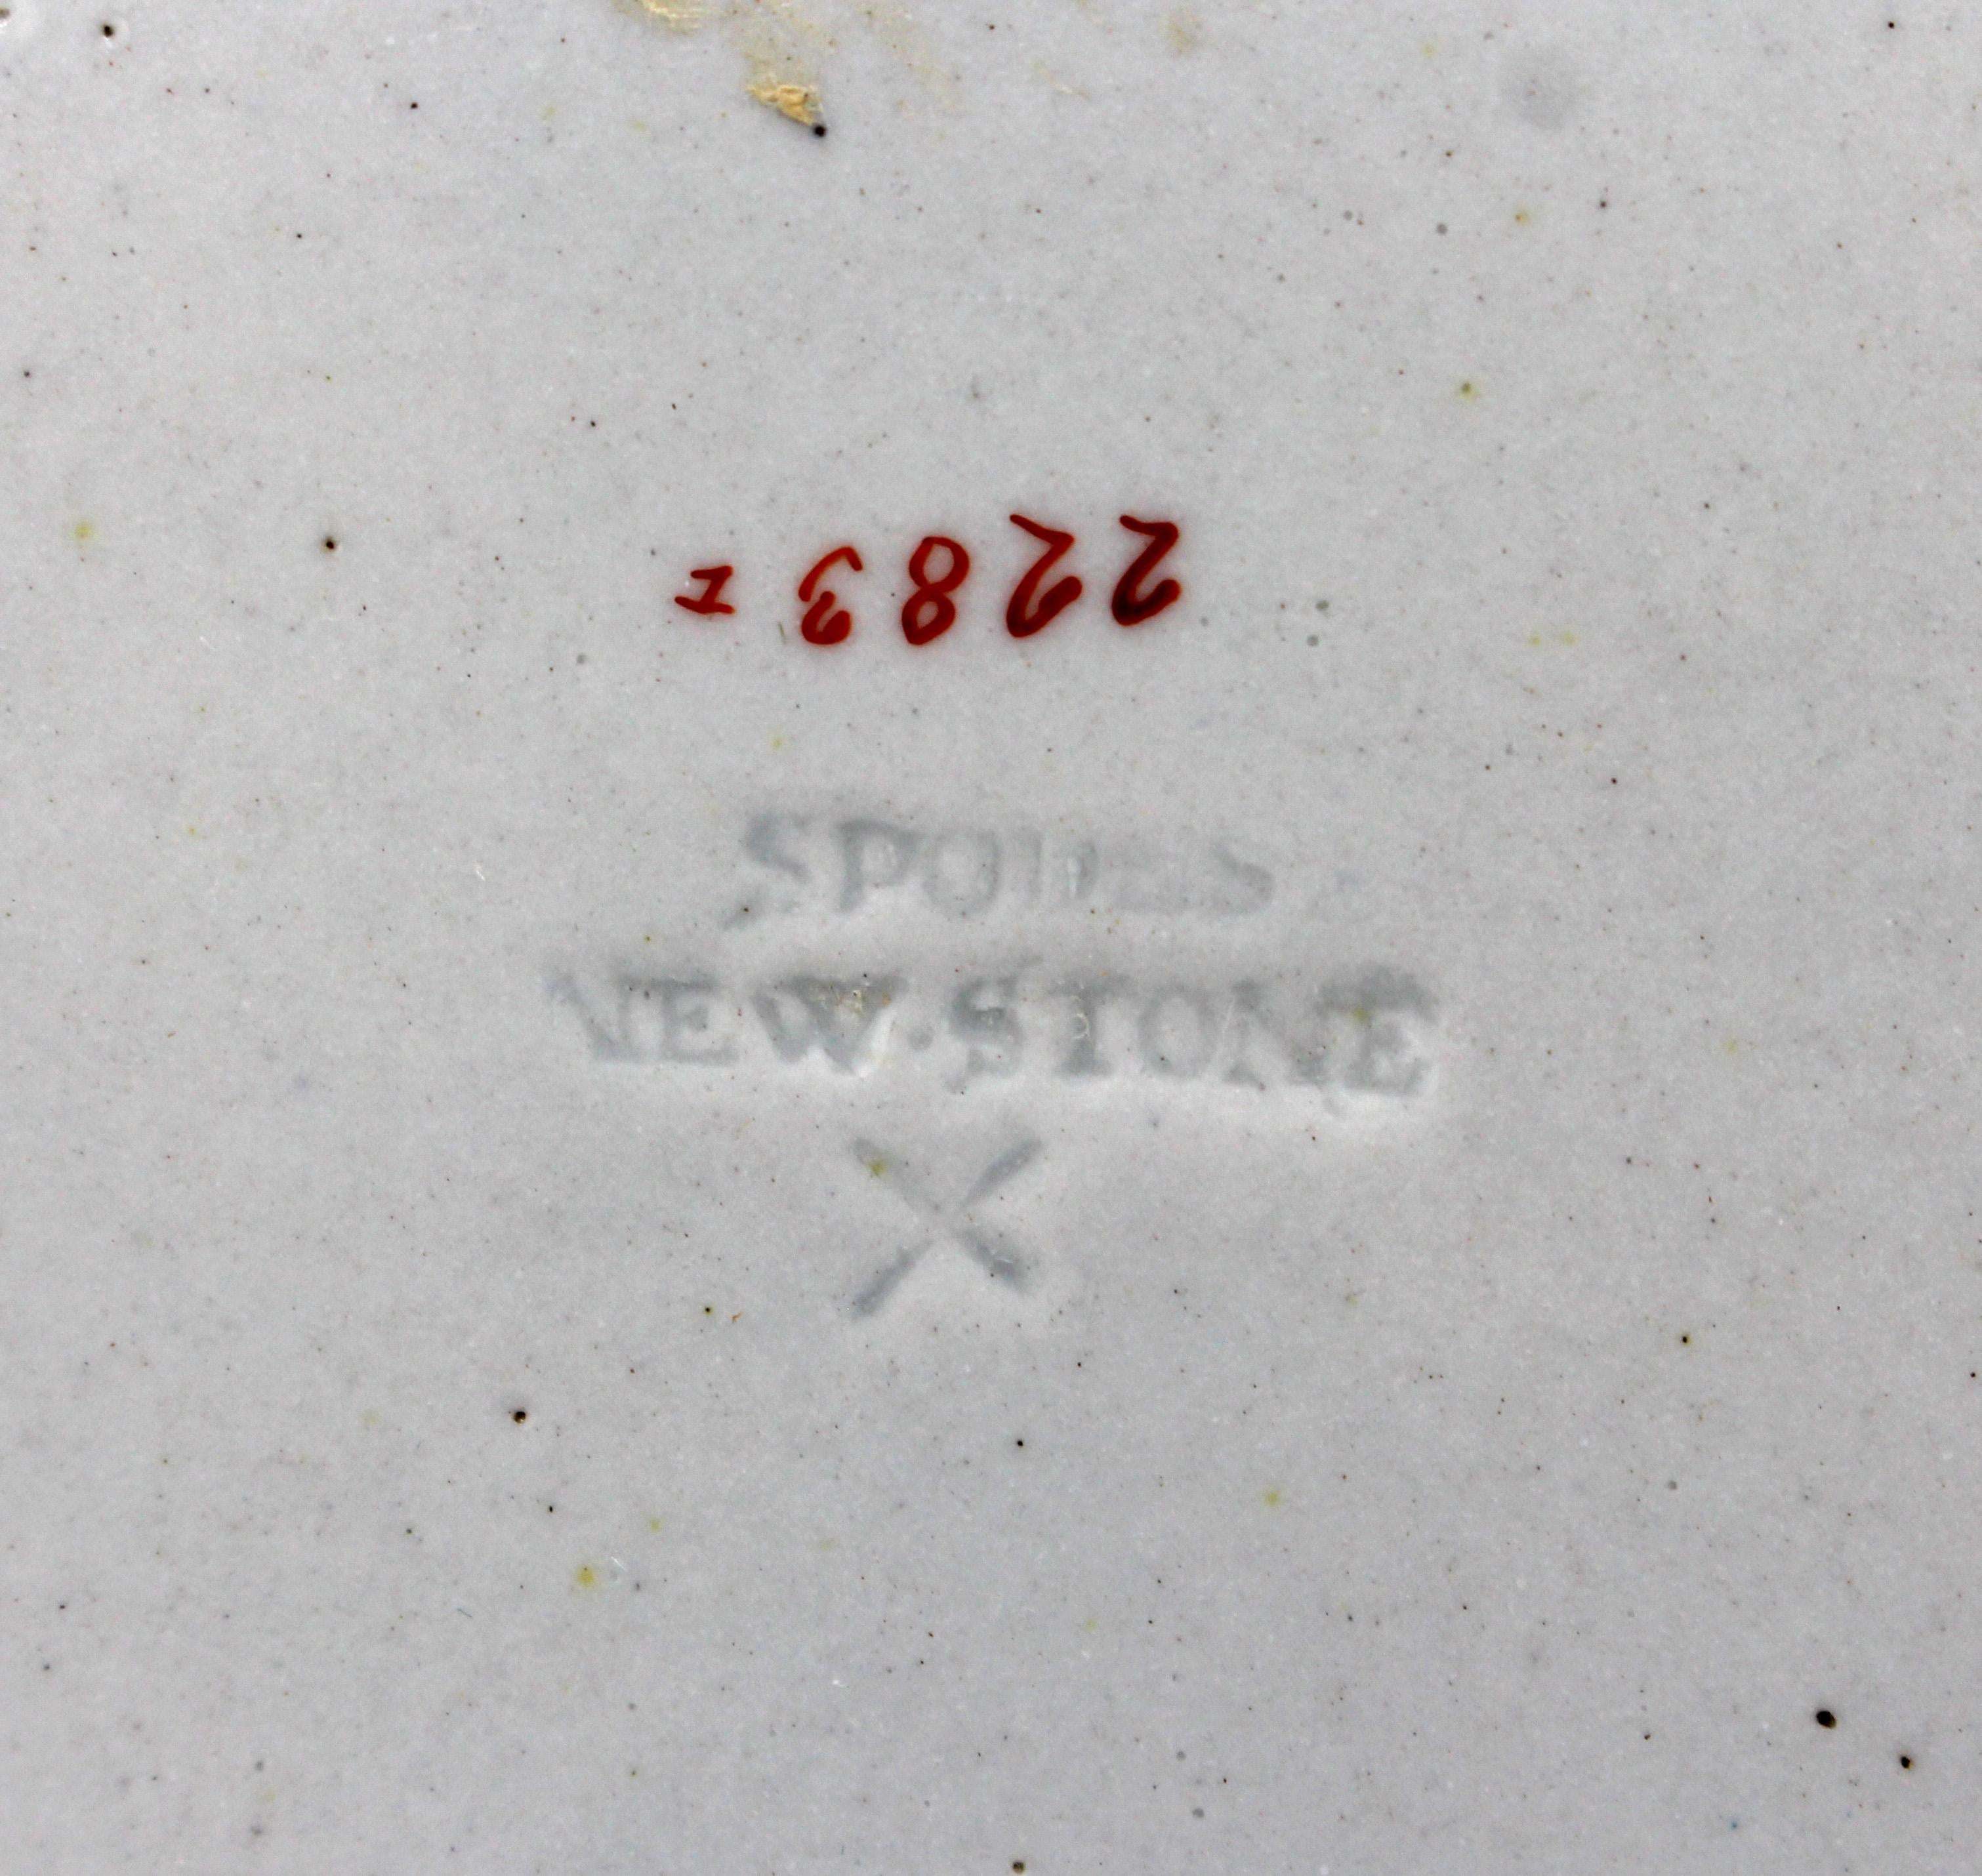 2283 I
SPODES
NEW·STONE
X